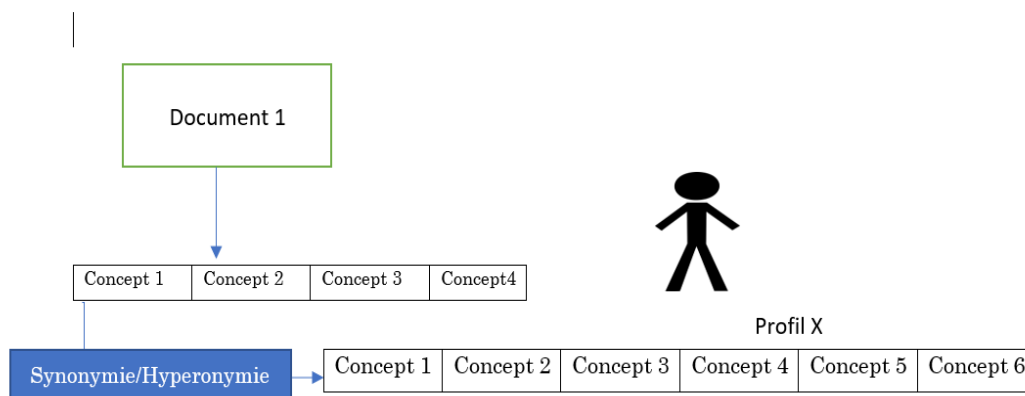 Document 1
Concept 1 Concept 2 Concept 3 Concept4
Profil X
Synonymie/Hyperonymie Concept 1 Concept 2 Concept 3 Concept 4 Concept 5 Concept 6